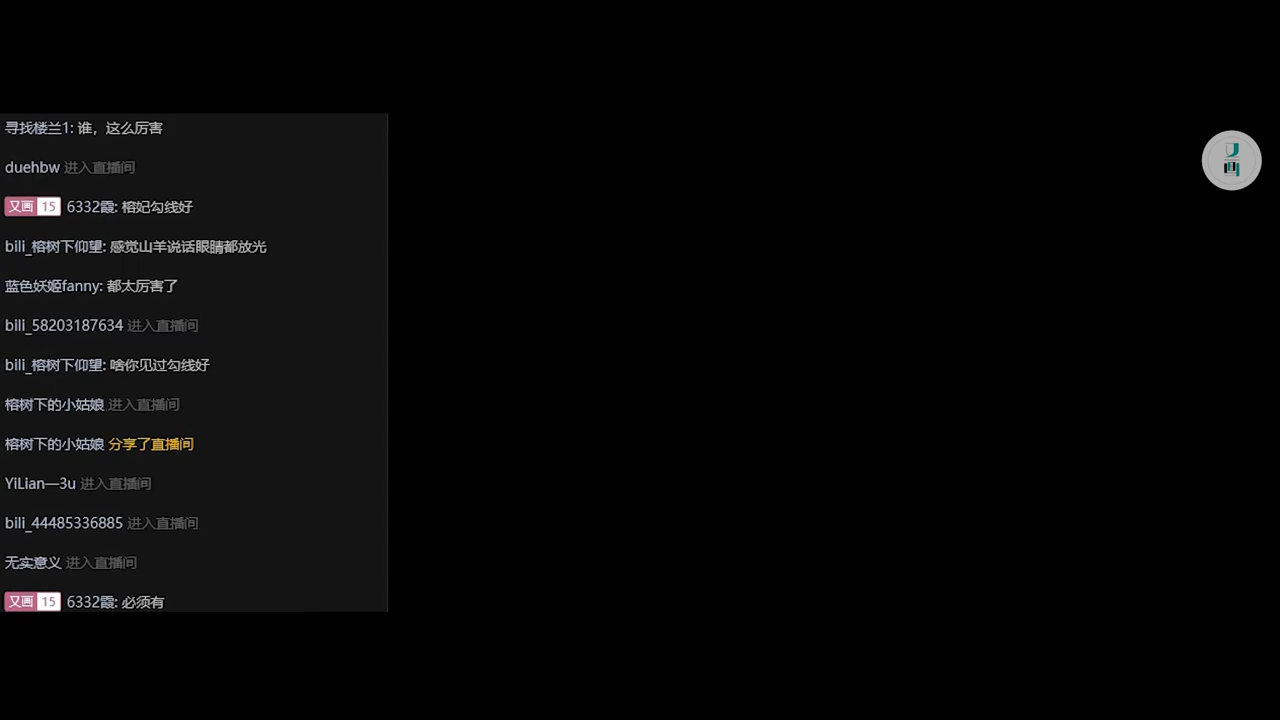 寻找楼兰1: 谁，这么厉害
duehbw 进入直播间
又画 15 6332霞: 榕妃勾线好
bili_榕树下仰望: 感觉山羊说话眼睛都放光
蓝色妖姬fanny: 都太厉害了
bili_58203187634 进入直播间
bili_榕树下仰望: 啥你见过勾线好
榕树下的小姑娘 进入直播间
榕树下的小姑娘 分享了直播间
YiLian—3u 进入直播间
bili_44485336885 进入直播间
无实意义 进入直播间
又画 15 6332霞: 必须有